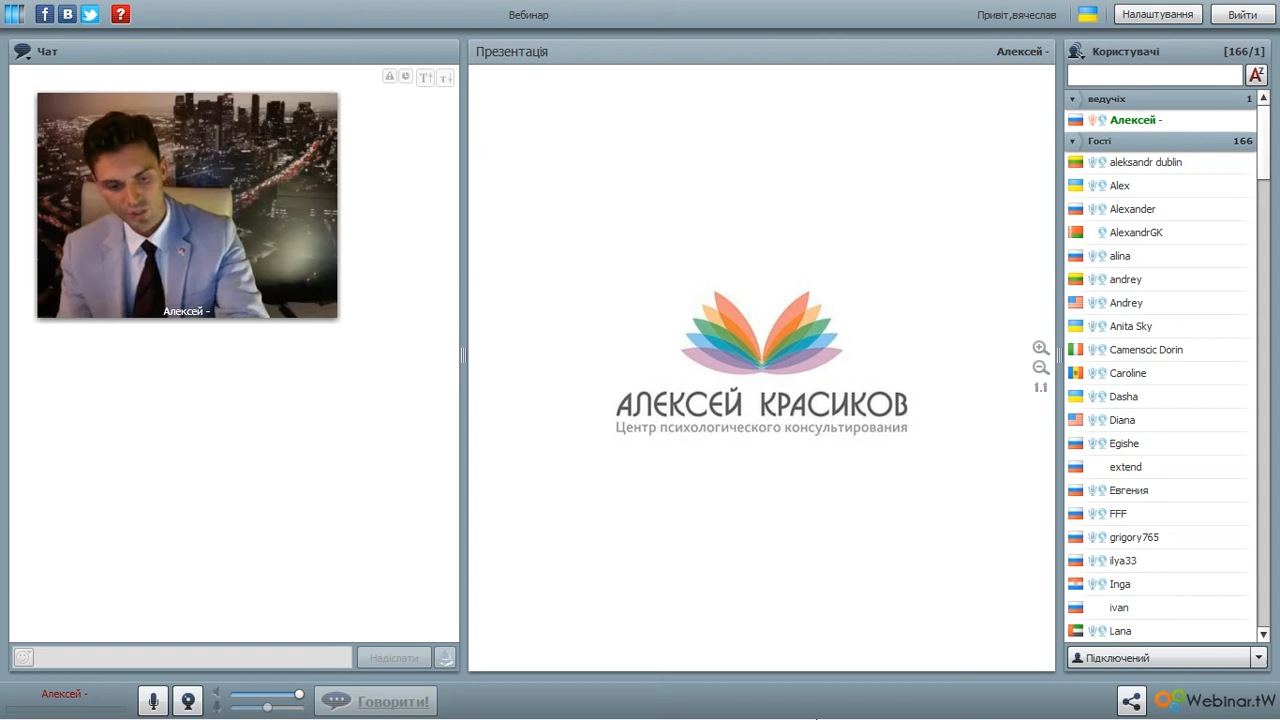 Вебинар
Привіт,вячеслав
Налаштування
Вийти
Чат
T↑ T↓
Алексей -
Презентація
Алексей -
АЛЕКСЕЙ КРАСИКОВ
Центр психологического консультирования
1.1
Користувачі [166/1]
ведучіх 1
Алексей -
Гості 166
aleksandr dublin
Alex
Alexander
AlexandrGK
alina
andrey
Andrey
Anita Sky
Camenscic Dorin
Caroline
Dasha
Diana
Egishe
extend
Евгения
FFF
grigory765
ilya33
Inga
ivan
Lana
Підключений
Надіслати
Алексей -
Говорити!
Webinar.tw